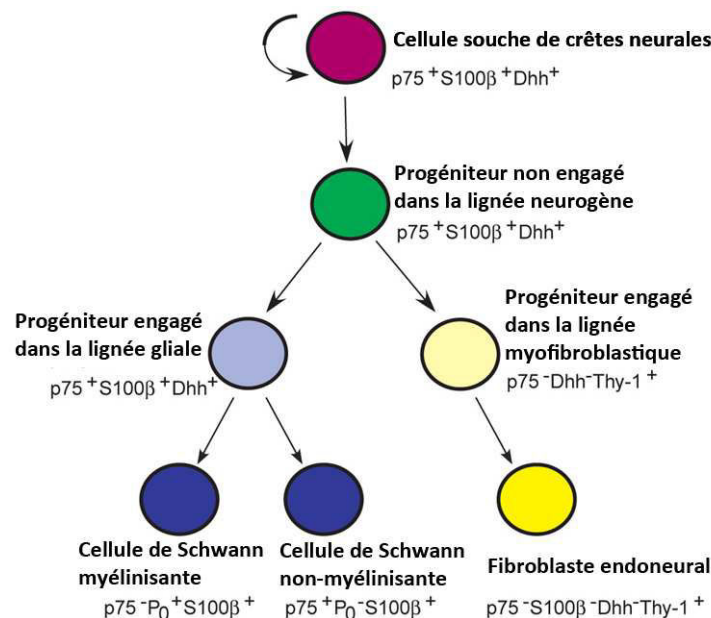 Cellule souche de crêtes neurales
p75 +S100β +Dhh+
Progéniteur non engagé
dans la lignée neurogène
p75 +S100β +Dhh+
Progéniteur engagé
dans la lignée gliale
p75 +S100β +Dhh+
Progéniteur engagé
dans la lignée
myofibroblastique
p75 -Dhh-Thy-1 +
Cellule de Schwann
myélinisante
p75 -P0 +S100β +
Cellule de Schwann
non-myélinisante
p75 +P0 -S100β +
Fibroblaste endoneural
p75 -S100β -Dhh-Thy-1 +